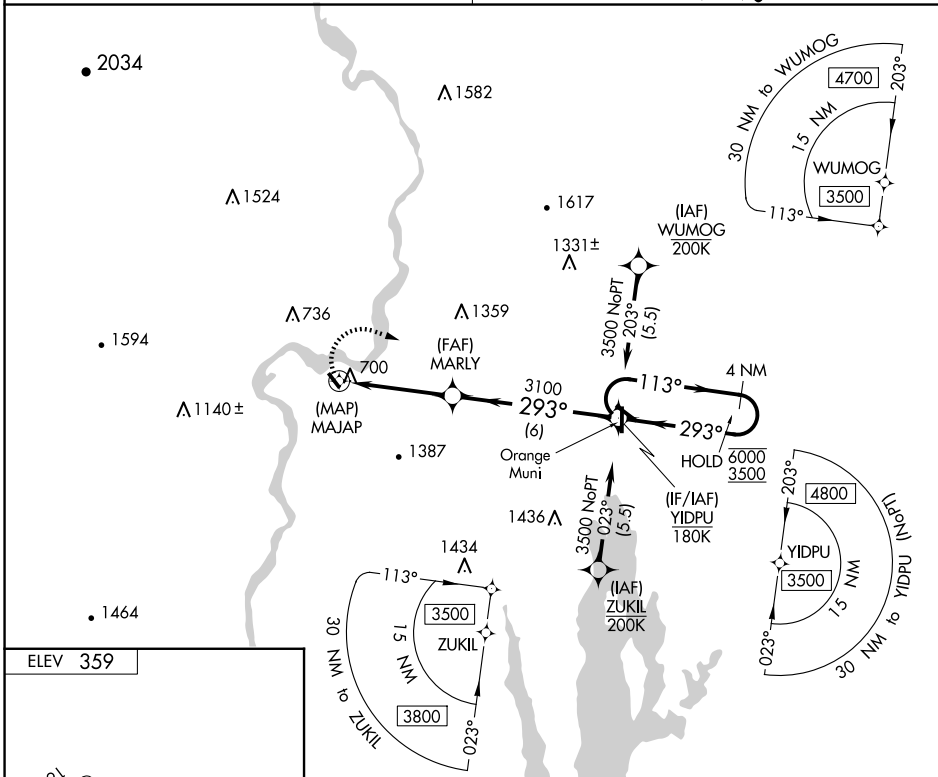 2034
1582
1524
1617
1331±
(IAF)
WUMOG
200K
30 NM to WUMOG
4700
203°
15 NM
WUMOG
3500
113°
736
1359
1594
700
(FAF)
MARLY
3500 NoPT
203°
(5.5)
113°
4 NM
3100
293°
(6)
293°
1140±
(MAP)
MAJAP
1387
Orange
Muni
HOLD
6000
3500
(IF/IAF)
YIDPU
180K
1436
3500 NoPT
023°
(5.5)
203°
4800
YIDPU
3500
15 NM
023°
30 NM to YIDPU (NoPT)
1434
113°
3500
ZUKIL
15 NM
3800
30 NM to ZUKIL
023°
(IAF)
ZUKIL
200K
1464
ELEV 359